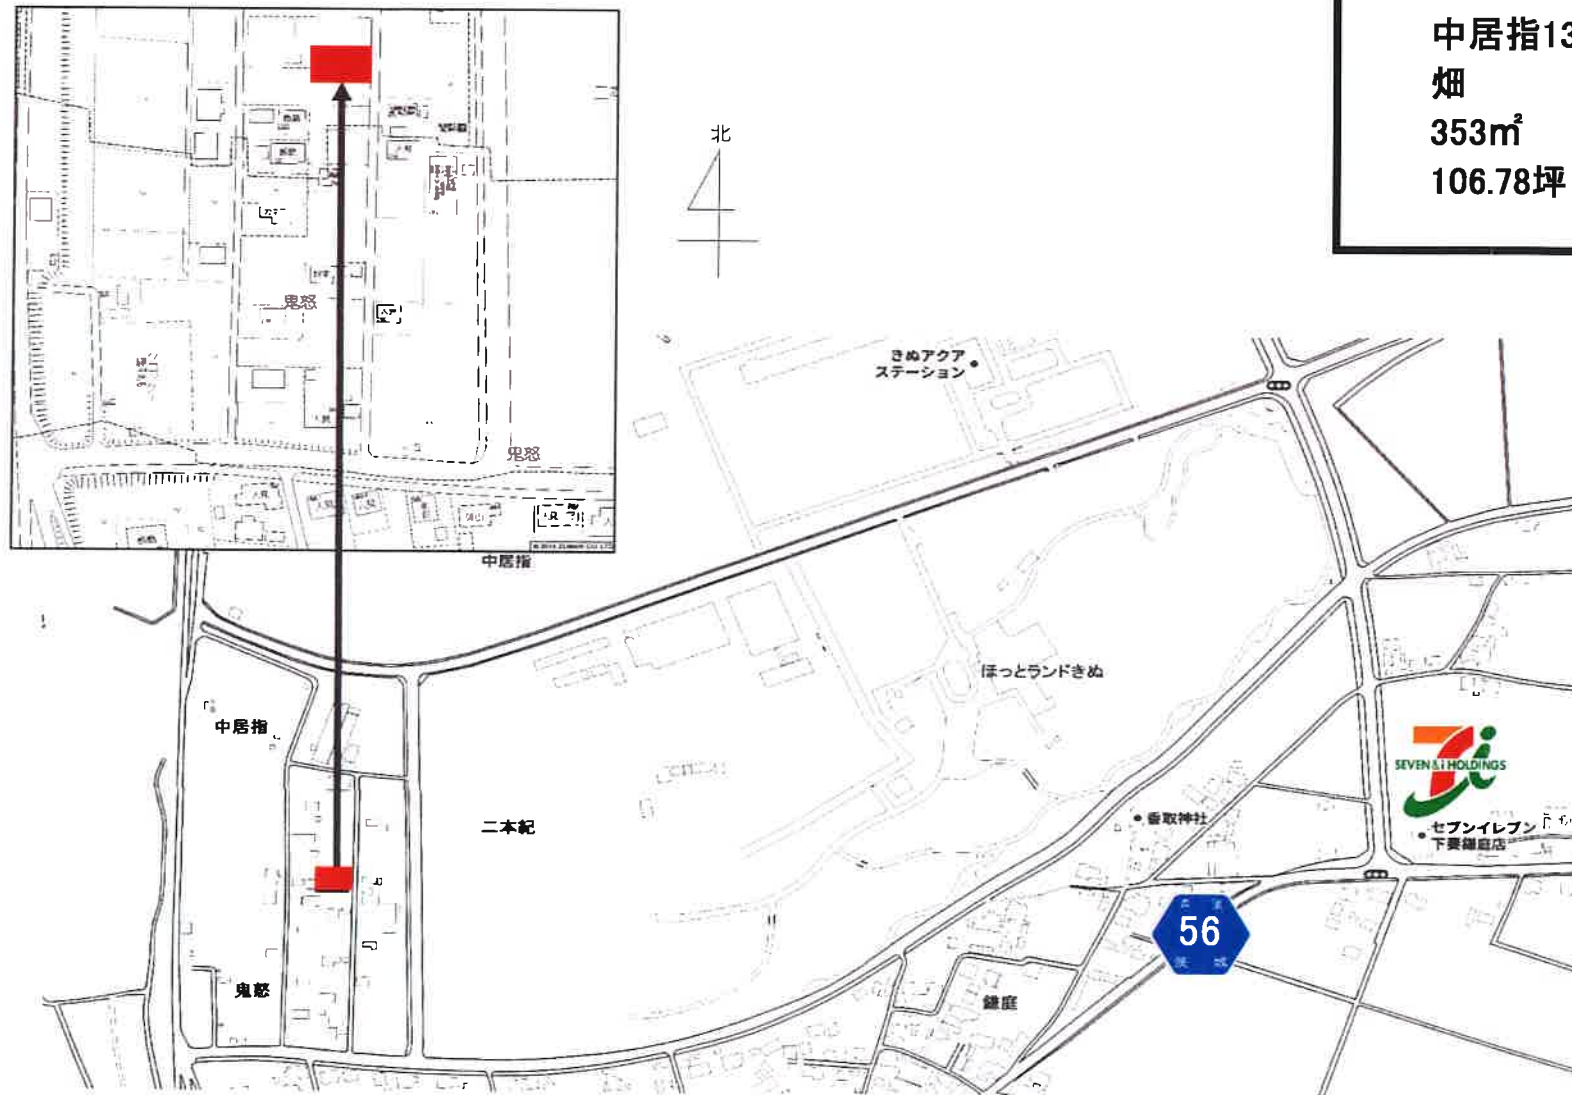 中居指13
畑
353㎡
106.78坪
北
鬼怒
鬼怒
中居指
きぬアクア
ステーション
ほっとランドきぬ
中居指
二本紀
鬼怒
香取神社
SEVEN & i HOLDINGS
セブンイレブン
下妻鎌庭店
56
茨城
鎌庭